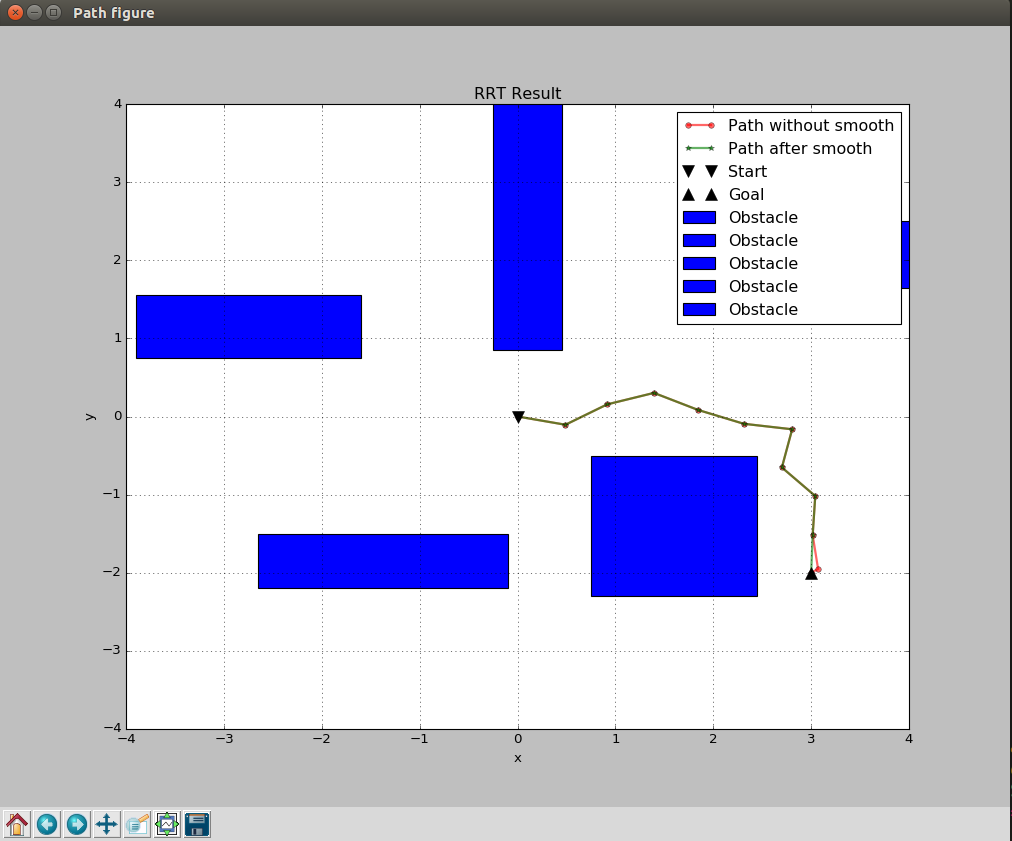 Path figure
RRT Result
Path without smooth
Path after smooth
Start
Goal
Obstacle
Obstacle
Obstacle
Obstacle
Obstacle
4
3
2
1
0
−1
−2
−3
−4
y
−4
−3
−2
−1
0
1
2
3
4
x